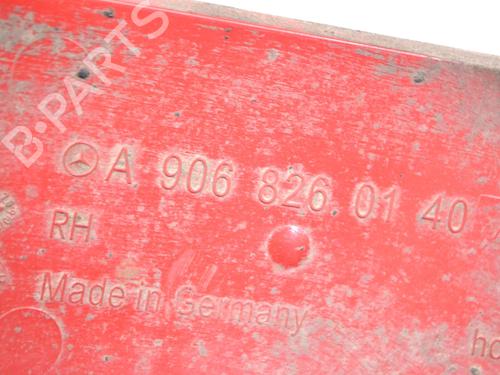 B-PARTS
A 906 826 01 40
RH
Made in Germany